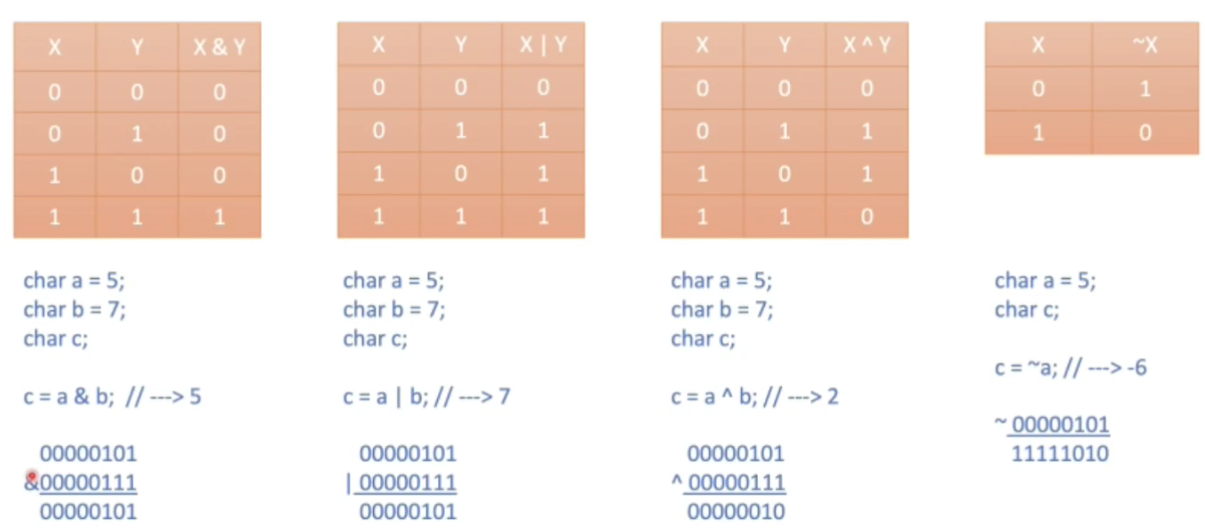 X Y X & Y
0 0 0
0 1 0
1 0 0
1 1 1
char a = 5;
char b = 7;
char c;
c = a & b; // ---> 5
00000101
&00000111
00000101
X Y X | Y
0 0 0
0 1 1
1 0 1
1 1 1
char a = 5;
char b = 7;
char c;
c = a | b; // ---> 7
00000101
| 00000111
00000101
X Y X ^ Y
0 0 0
0 1 1
1 0 1
1 1 0
char a = 5;
char b = 7;
char c;
c = a ^ b; // ---> 2
00000101
^ 00000111
00000010
X ~X
0 1
1 0
char a = 5;
char c;
c = ~a; // ---> -6
~ 00000101
11111010